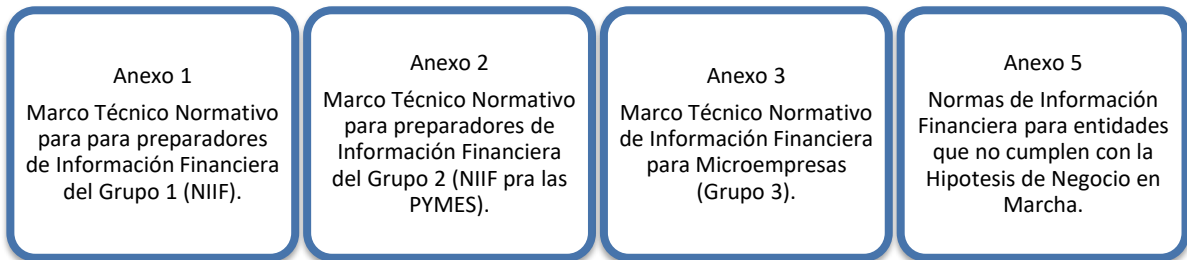 Anexo 1
Marco Técnico Normativo
para para preparadores
de Información Financiera
del Grupo 1 (NIIF).
Anexo 2
Marco Técnico Normativo
para preparadores de
Información Financiera
del Grupo 2 (NIIF pra las
PYMES).
Anexo 3
Marco Técnico Normativo
de Información Financiera
para Microempresas
(Grupo 3).
Anexo 5
Normas de Información
Financiera para entidades
que no cumplen con la
Hipotesis de Negocio en
Marcha.